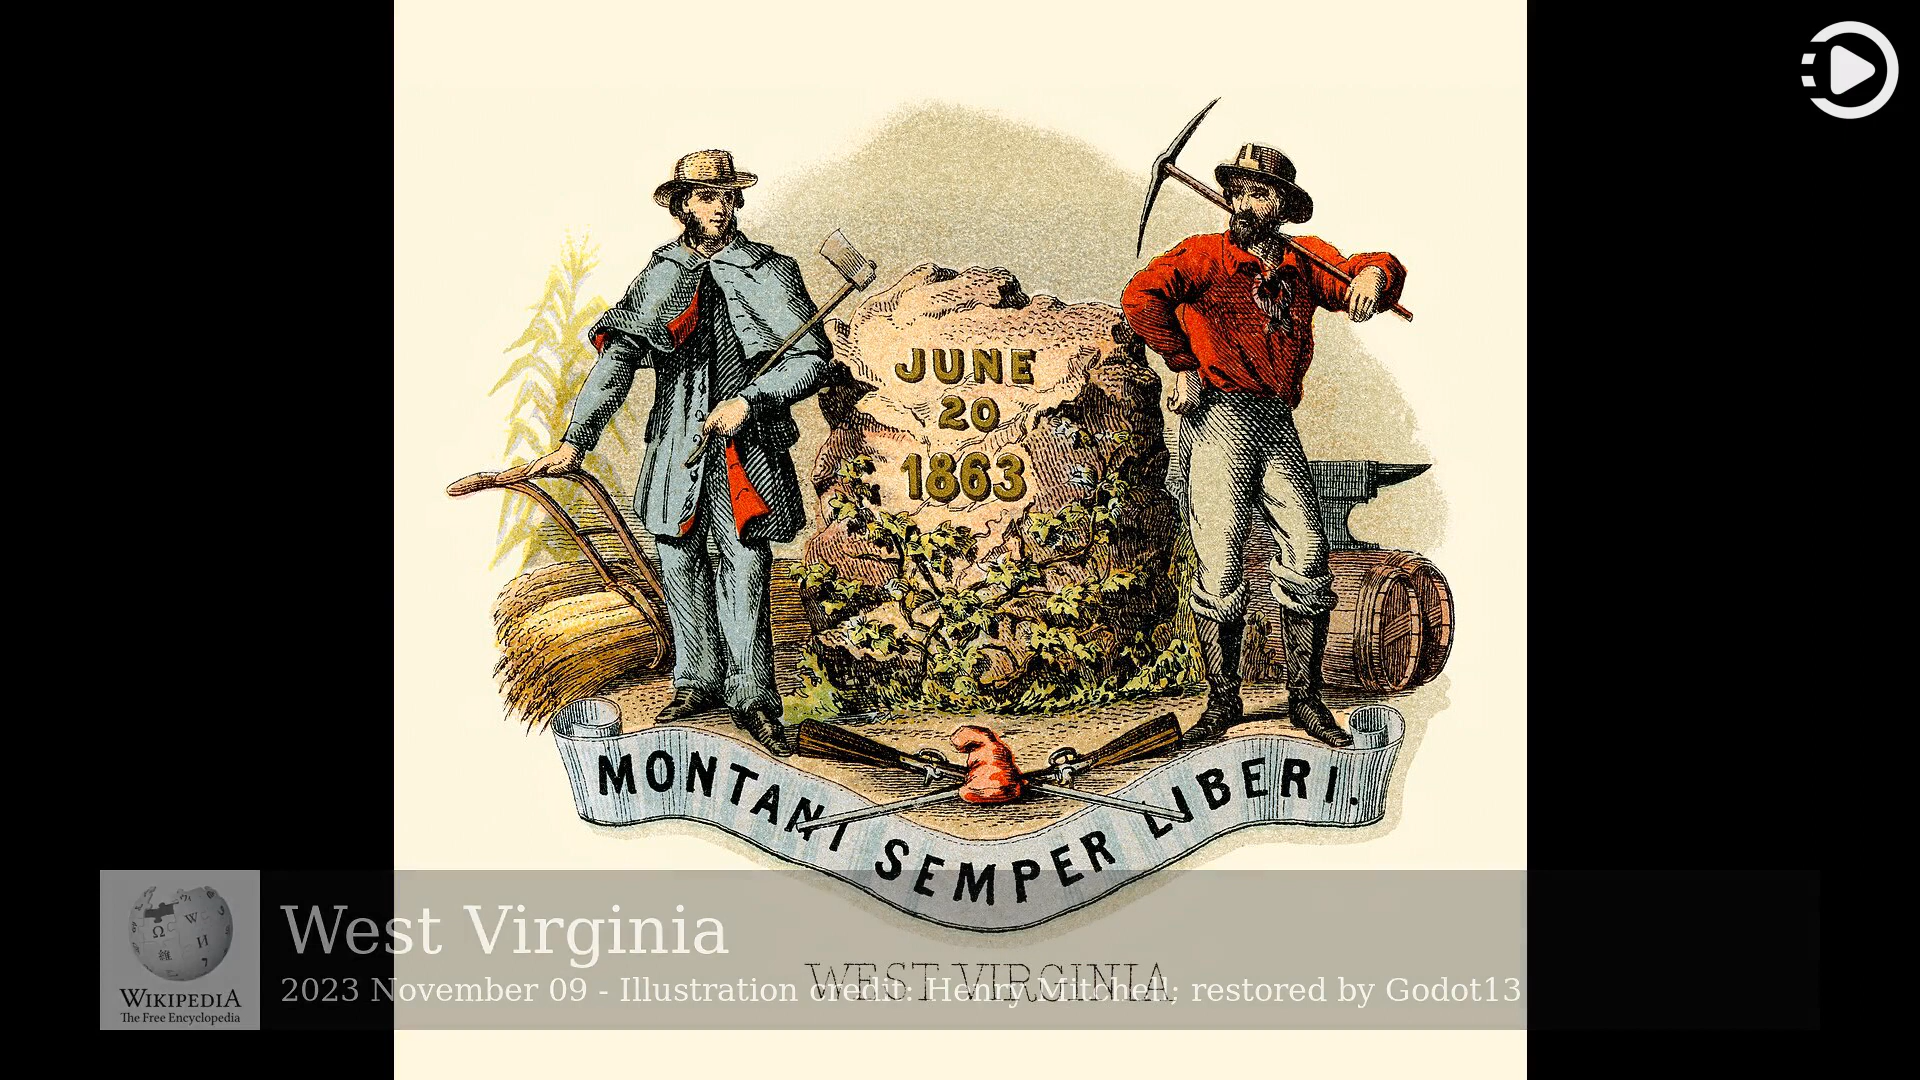 JUNE
20
1863
MONTANI SEMPER LIBERI.
West Virginia
WEST VIRGINIA
2023 November 09 - Illustration credit: Henry Mitchell; restored by Godot13
WIKIPEDIA
The Free Encyclopedia